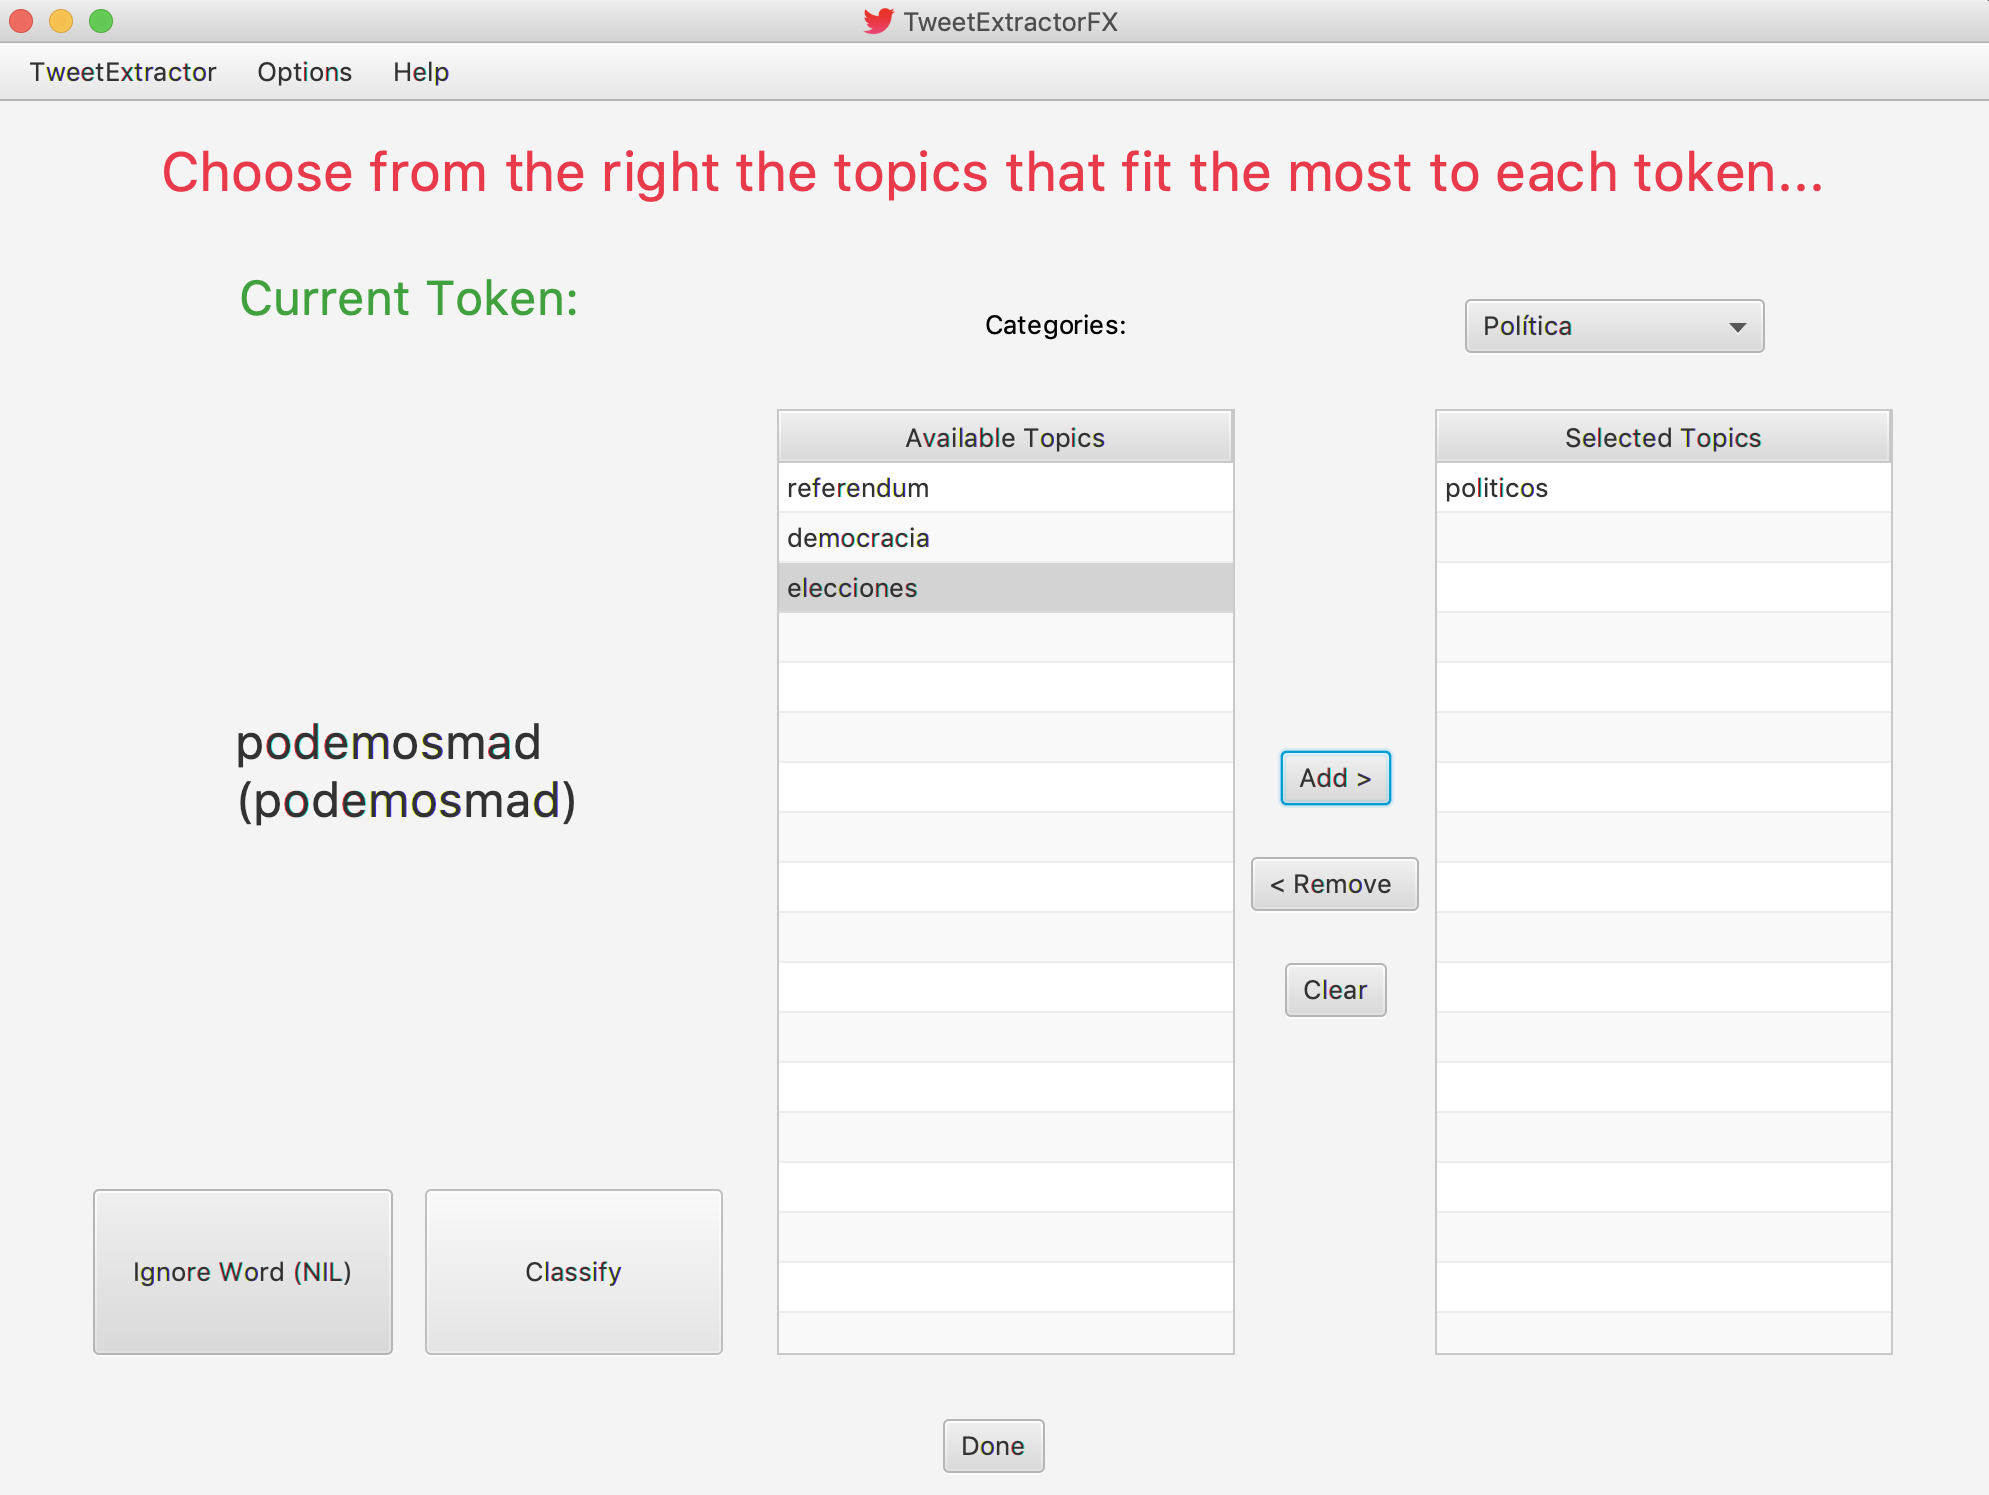 TweetExtractorFX
TweetExtractor Options Help
Choose from the right the topics that fit the most to each token...
Current Token:
Categories:
Política
Available Topics
Selected Topics
referendum
politicos
democracia
elecciones
podemosmad
(podemosmad)
Add >
< Remove
Clear
Ignore Word (NIL)
Classify
Done